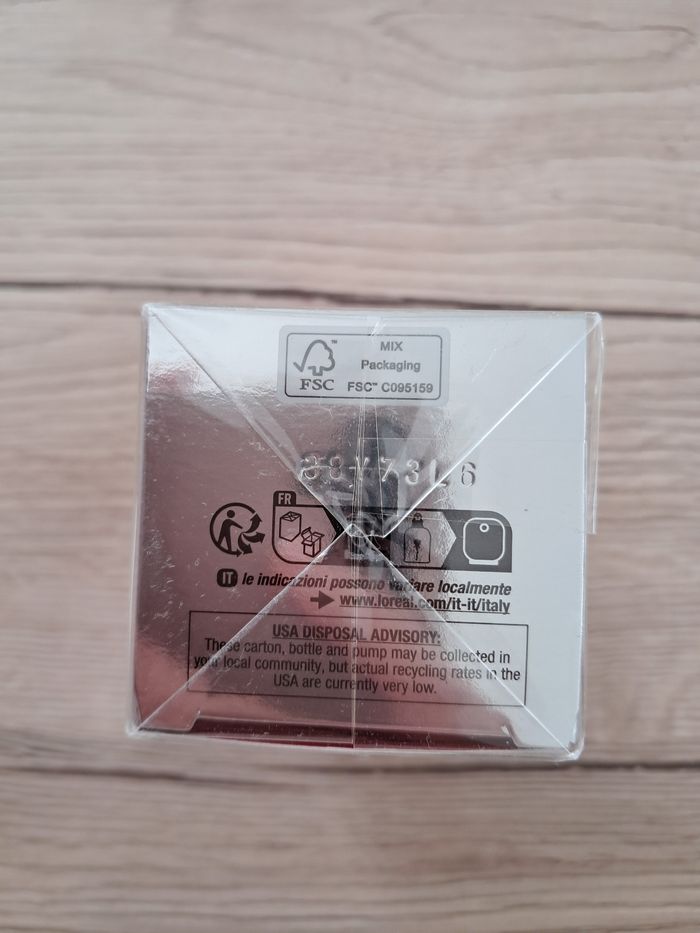 MIX
Packaging
FSC™ C095159
FSC
38Y73L6
FR
IT le indicazioni possono variare localmente
www.loreal.com/it-it/italy
USA DISPOSAL ADVISORY:
These carton, bottle and pump may be collected in
your local community, but actual recycling rates in the
USA are currently very low.